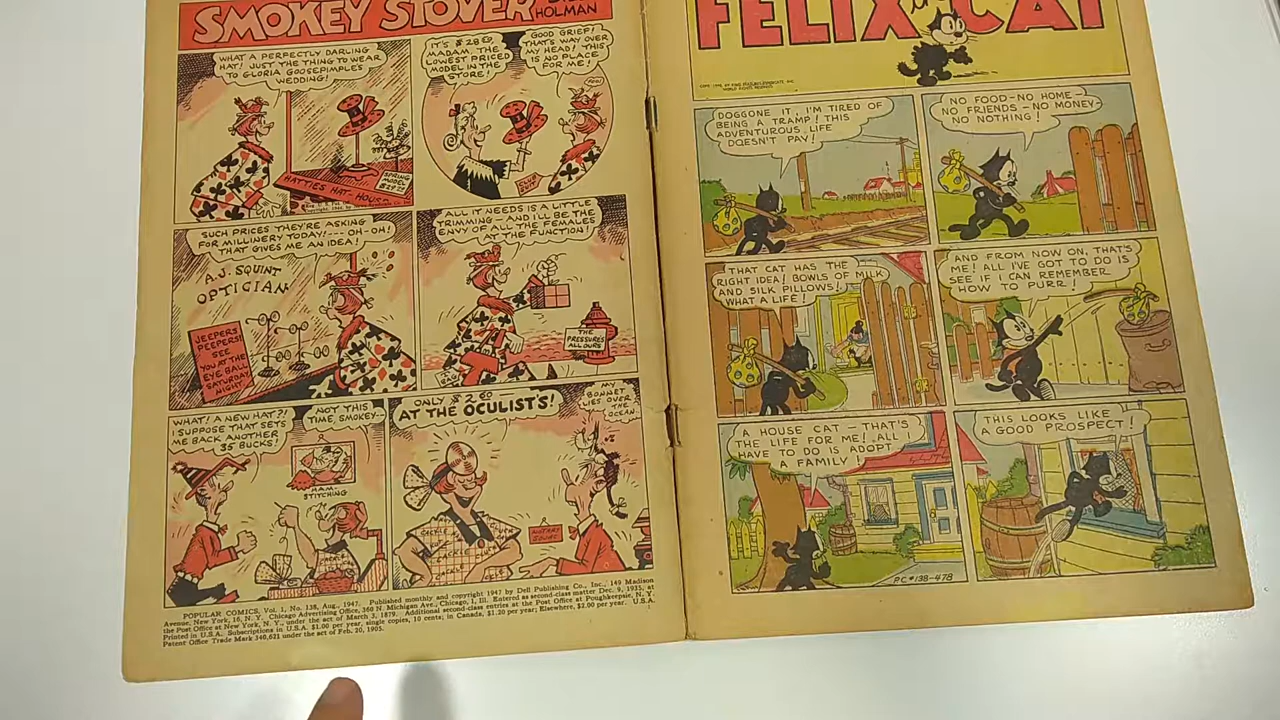 SMOKEY STOVER
HOLMAN
WHAT A PERFECTLY DARLING
HAT! JUST THE THING TO WEAR
TO GLORIA GOOSEPIMPLE'S
WEDDING!
HATTIES HAT HOUSE
SPRING
MODEL
IT'S $28.60
MADAM. THE
LOWEST PRICED
MODEL IN THE
STORE!
GOOD GRIEF!
THAT'S WAY OVER
MY HEAD! THIS
IS NO PLACE
FOR ME!
SUCH PRICES THEY'RE ASKING
FOR MILLINERY TODAY!-- OH-OH!
THAT GIVES ME AN IDEA!
A.J. SQUINT
OPTICIAN
JEEPERS
PEEPERS!!
SEE
YOU AT THE
EYE BALL
SATURDAY
NIGHT
ALL IT NEEDS IS A LITTLE
TRIMMING - AND I'LL BE THE
ENVY OF ALL THE FEMALES
AT THE FUNCTION!
THE
PRESSURES
ALL OURS
BAG
WHAT! A NEW HAT?!
I SUPPOSE THAT SETS
ME BACK ANOTHER
35 BUCKS!
NOT THIS
TIME, SMOKEY--
HAM-
STITCHING
ONLY $2.60
AT THE OCULIST'S!
MY
BONNET
LIES OVER
THE
OCEAN
NOTARY
SOJAC
POPULAR COMICS, Vol. 1, No. 138, Aug., 1947. Published monthly and copyright 1947 by Dell Publishing Co., Inc., 149 Madison
Avenue, New York, 16, N. Y. Chicago Advertising Office, 360 N. Michigan Ave., Chicago, 1, Ill. Entered as second-class matter Dec. 9, 1935, at
the Post Office at New York, N. Y., under the act of March 3, 1879. Additional second-class entries at the Post Office at Poughkeepsie, N. Y.
Printed in U.S.A. Subscriptions in U.S.A. $1.00 per year; single copies, 10 cents; in Canada, $1.20 per year; Elsewhere, $2.00 per year. U.S.A.
Patent Office Trade Mark 340,621 under the act of Feb. 20, 1905.
FELIX CAT
DOGGONE IT, I'M TIRED OF
BEING A TRAMP! THIS
ADVENTUROUS LIFE
DOESN'T PAY!
NO FOOD-NO HOME-
NO FRIENDS-NO MONEY-
NO NOTHING!
THAT CAT HAS THE
RIGHT IDEA! BOWLS OF MILK
AND SILK PILLOWS!
WHAT A LIFE!
AND FROM NOW ON, THAT'S
ME! ALL I'VE GOT TO DO IS
SEE IF I CAN REMEMBER
HOW TO PURR!
A HOUSE CAT - THAT'S
THE LIFE FOR ME! ALL I
HAVE TO DO IS ADOPT
A FAMILY!
P.C.#138-478
THIS LOOKS LIKE
A GOOD PROSPECT!